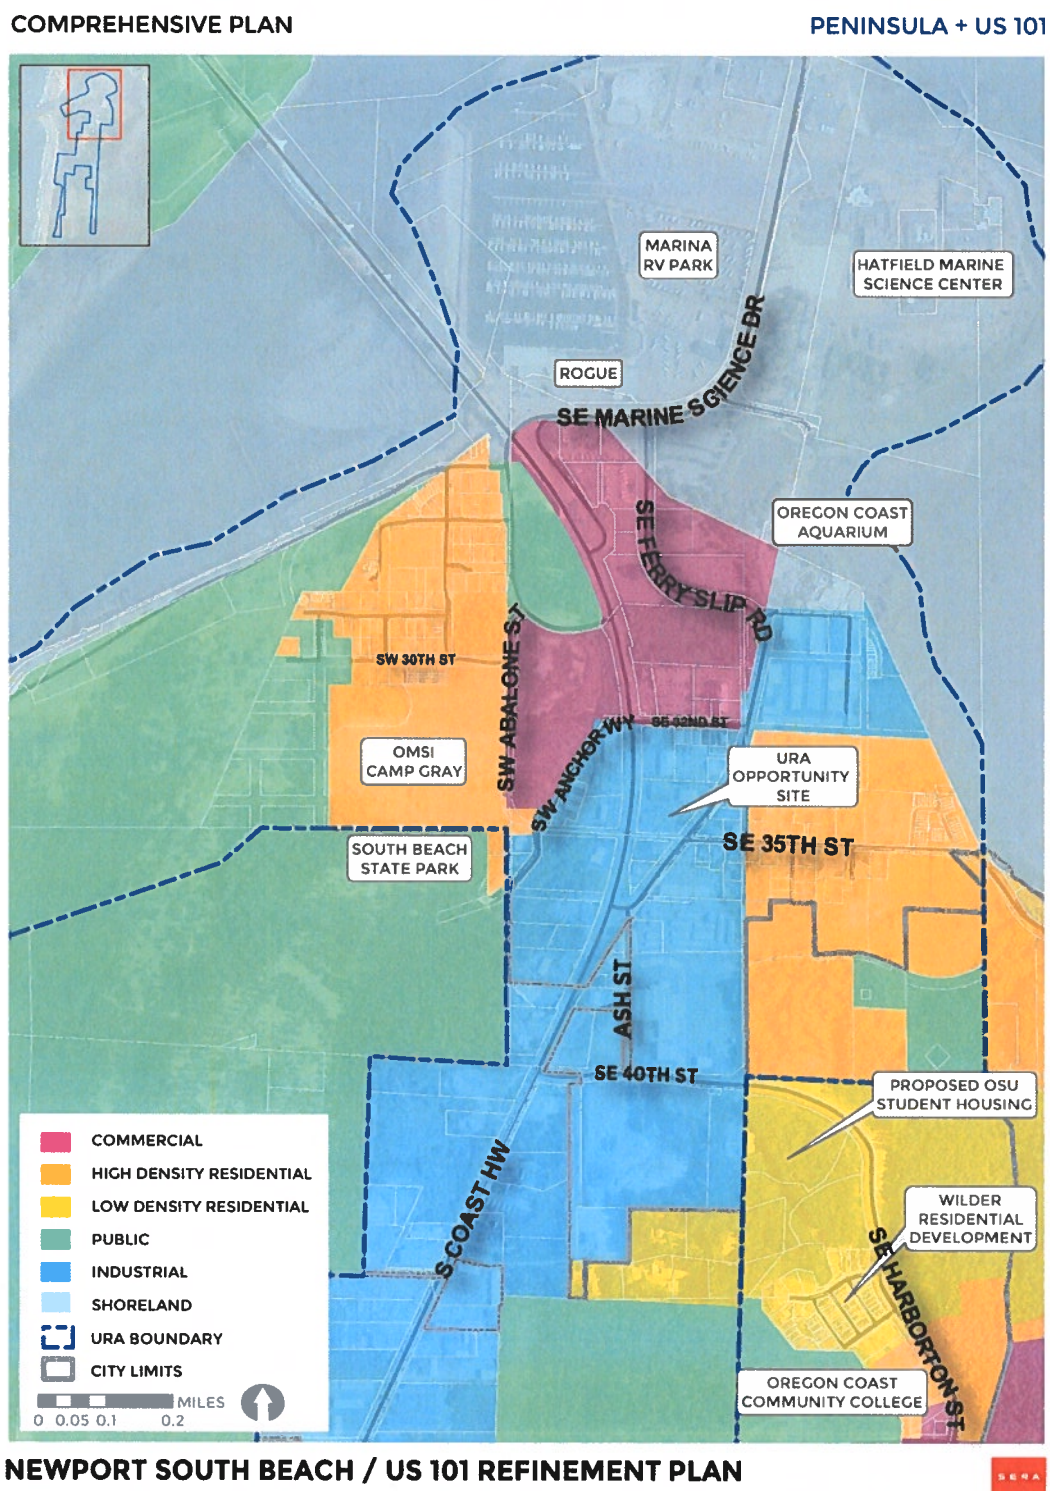 COMPREHENSIVE PLAN
PENINSULA + US 101
MARINA
RV PARK
HATFIELD MARINE
SCIENCE CENTER
ROGUE
SE MARINE SCIENCE DR
SE FERRY SLIP RD
OREGON COAST
AQUARIUM
SW ABALONE ST
SW 30TH ST
SE 32ND ST
SW ANCHOR WY
OMSI
CAMP GRAY
URA
OPPORTUNITY
SITE
SE 35TH ST
SOUTH BEACH
STATE PARK
ASH ST
SE 40TH ST
PROPOSED OSU
STUDENT HOUSING
S COAST HW
WILDER
RESIDENTIAL
DEVELOPMENT
SE HARBORTON ST
OREGON COAST
COMMUNITY COLLEGE
COMMERCIAL
HIGH DENSITY RESIDENTIAL
LOW DENSITY RESIDENTIAL
PUBLIC
INDUSTRIAL
SHORELAND
URA BOUNDARY
CITY LIMITS
MILES
0 0.05 0.1 0.2
NEWPORT SOUTH BEACH / US 101 REFINEMENT PLAN
SERA